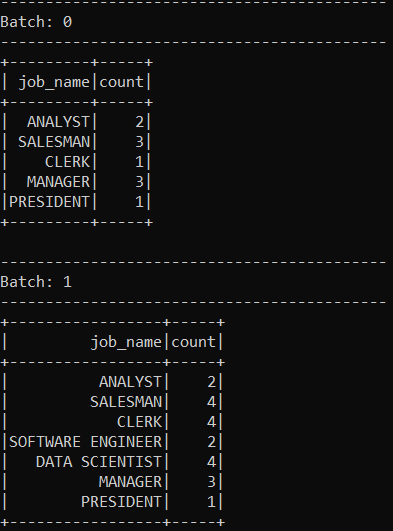 -------------------------------------------
Batch: 0
-------------------------------------------
+---------+-----+
| job_name|count|
+---------+-----+
|  ANALYST|    2|
| SALESMAN|    3|
|    CLERK|    1|
|  MANAGER|    3|
|PRESIDENT|    1|
+---------+-----+
-------------------------------------------
Batch: 1
-------------------------------------------
+-----------------+-----+
|         job_name|count|
+-----------------+-----+
|          ANALYST|    2|
|         SALESMAN|    4|
|            CLERK|    4|
|SOFTWARE ENGINEER|    2|
|   DATA SCIENTIST|    4|
|          MANAGER|    3|
|        PRESIDENT|    1|
+-----------------+-----+